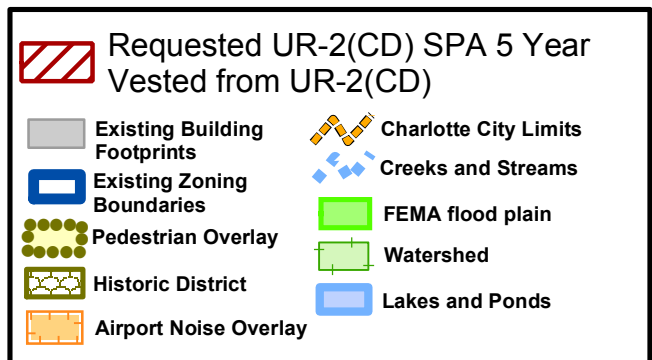 Requested UR-2(CD) SPA 5 Year
Vested from UR-2(CD)
Existing Building
Footprints
Existing Zoning
Boundaries
Pedestrian Overlay
Historic District
Airport Noise Overlay
Charlotte City Limits
Creeks and Streams
FEMA flood plain
Watershed
Lakes and Ponds